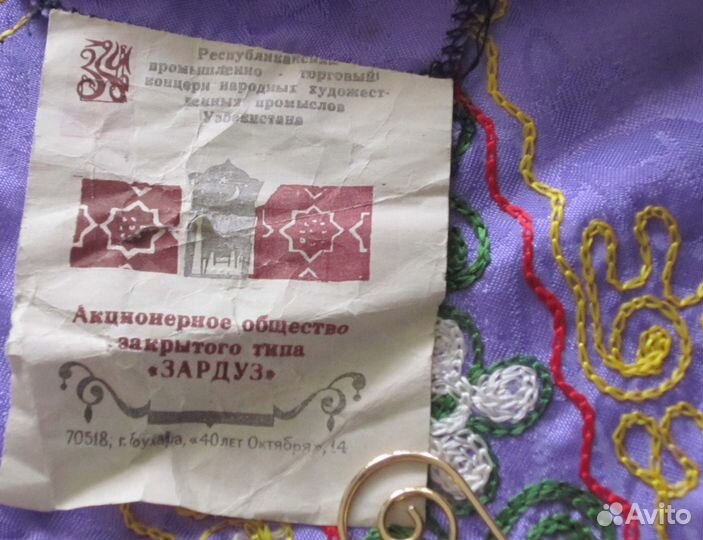 Республиканский
промышленно - торговый
концерн народных художест-
венных промыслов
Узбекистана
Акционерное общество
закрытого типа
«ЗАРДУЗ»
70518, г. Бухара, «40 лет Октября», 14
Avito